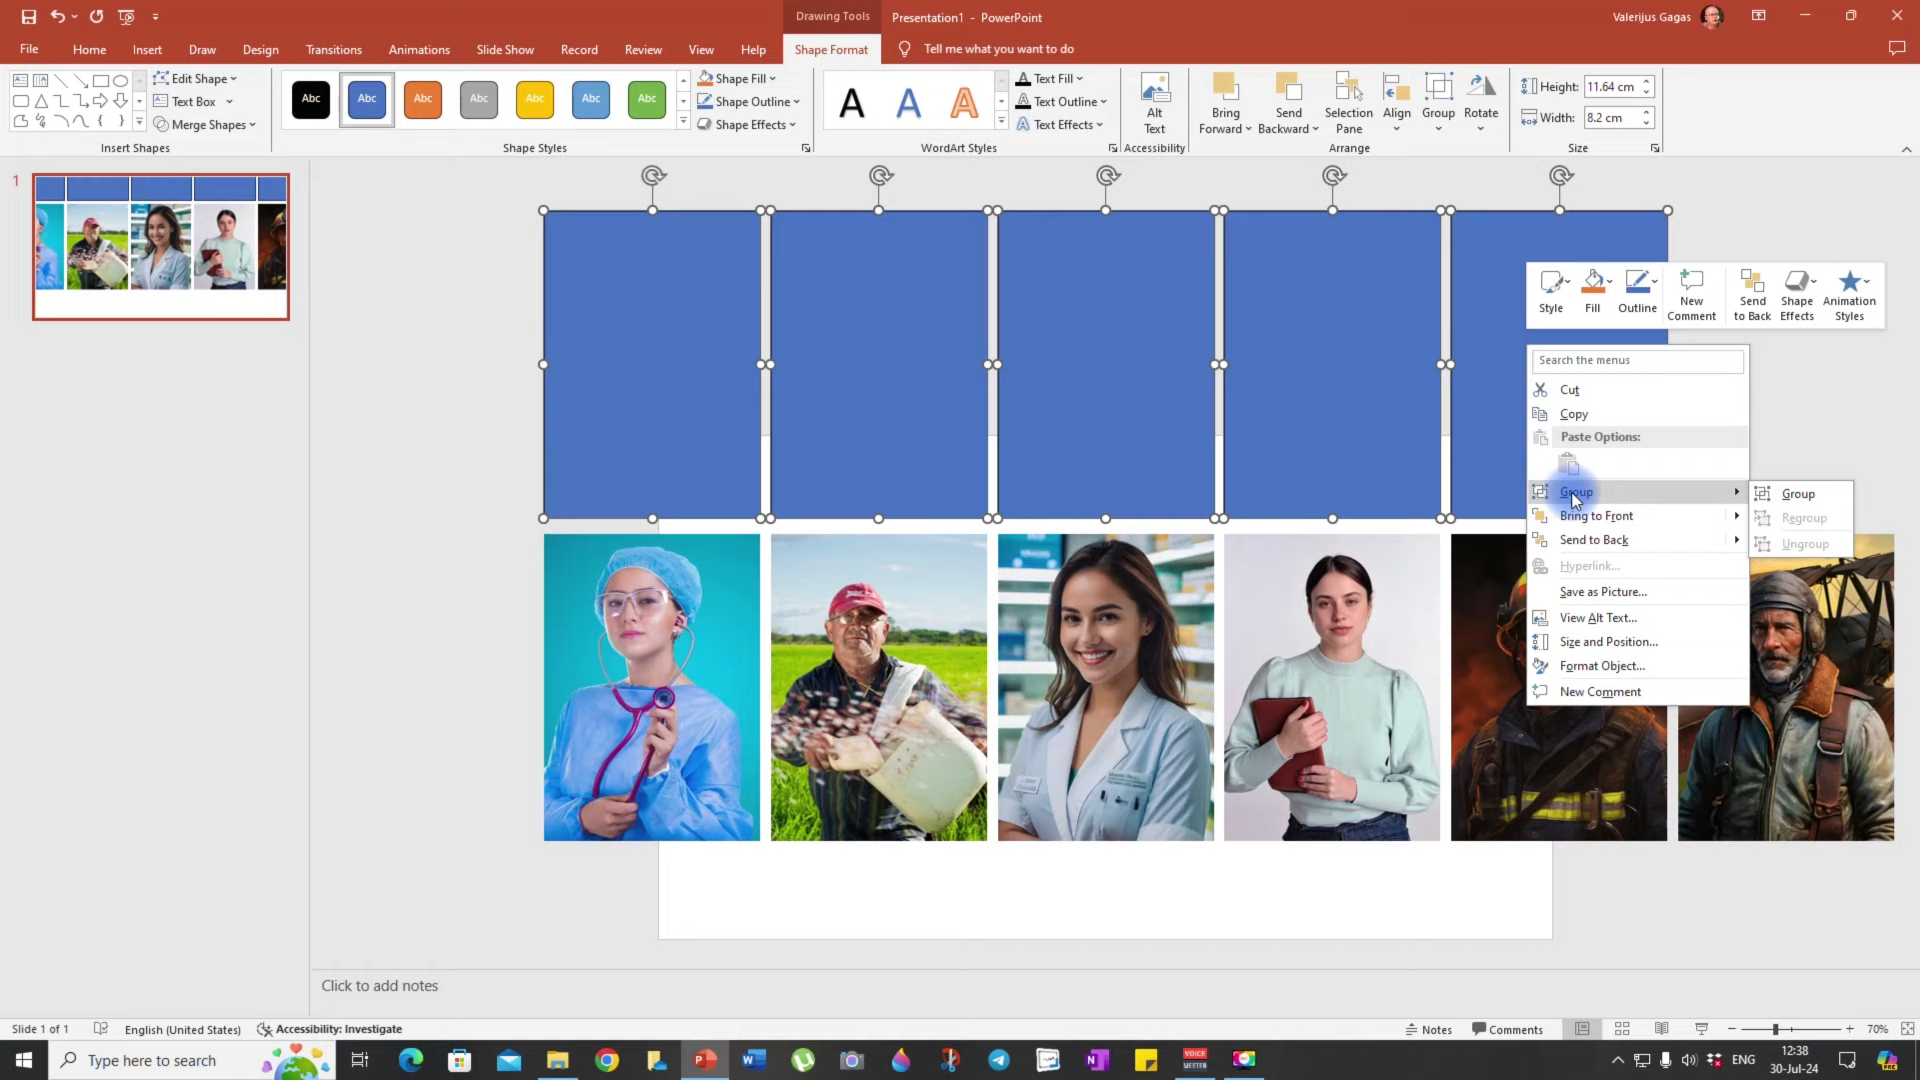 Drawing Tools
Presentation1 - PowerPoint
Valerijus Gagas
File Home Insert Draw Design Transitions Animations Slide Show Record Review View Help Shape Format Tell me what you want to do
Edit Shape
Text Box
Merge Shapes
Insert Shapes
Abc Abc Abc Abc Abc Abc Abc
Shape Fill
Shape Outline
Shape Effects
Shape Styles
A A A
Text Fill
Text Outline
Text Effects
WordArt Styles
Alt
Text
Accessibility
Bring
Forward
Send
Backward
Selection
Pane
Align
Group
Rotate
Arrange
Height: 11.64 cm
Width: 8.2 cm
Size
1
Style
Fill
Outline
New
Comment
Send
to Back
Shape
Effects
Animation
Styles
Search the menus
Cut
Copy
Paste Options:
Group
Bring to Front
Send to Back
Hyperlink...
Save as Picture...
View Alt Text...
Size and Position...
Format Object...
New Comment
Group
Regroup
Ungroup
Click to add notes
Slide 1 of 1
English (United States)
Accessibility: Investigate
Notes
Comments
70%
Type here to search
VOICE
MEETER
ENG
12:38
30-Jul-24
PRE